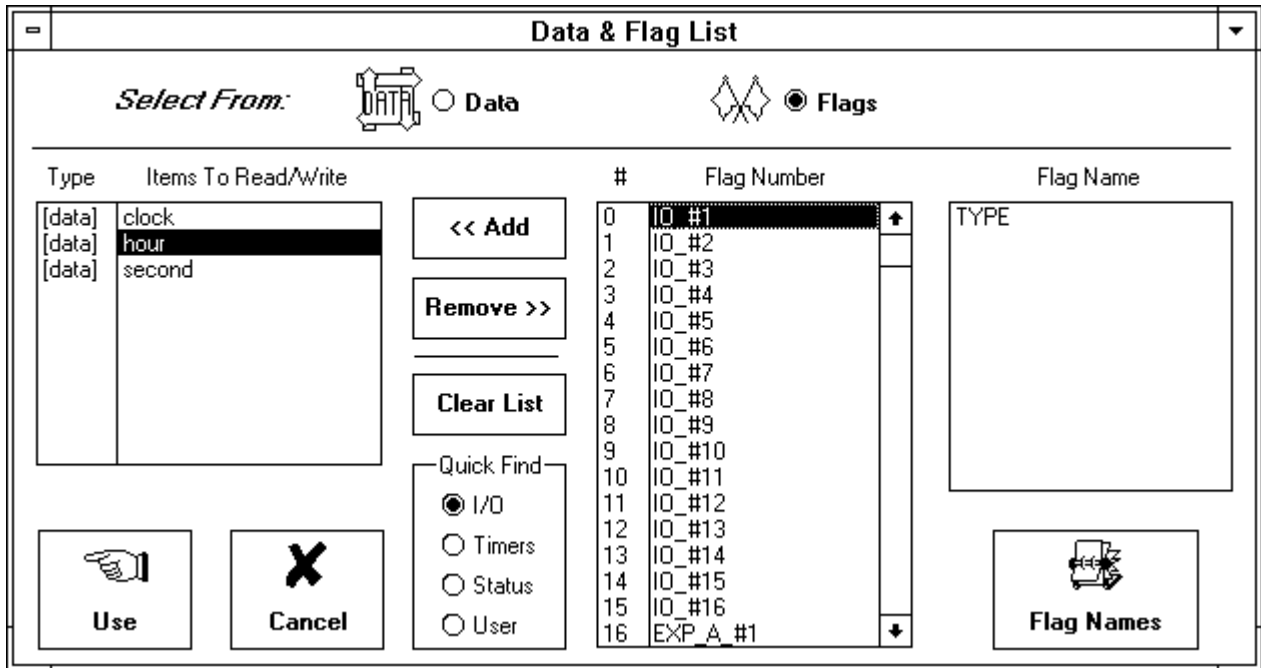 Data & Flag List
Select From:
DATA
Data
Flags
Type Items To Read/Write # Flag Number Flag Name
[data] clock
[data] hour
[data] second
<< Add
Remove >>
Clear List
Quick Find
I/O
Timers
Status
User
0 IO_#1
1 IO_#2
2 IO_#3
3 IO_#4
4 IO_#5
5 IO_#6
6 IO_#7
7 IO_#8
8 IO_#9
9 IO_#10
10 IO_#11
11 IO_#12
12 IO_#13
13 IO_#14
14 IO_#15
15 IO_#16
16 EXP_A_#1
TYPE
Use
Cancel
Flag Names